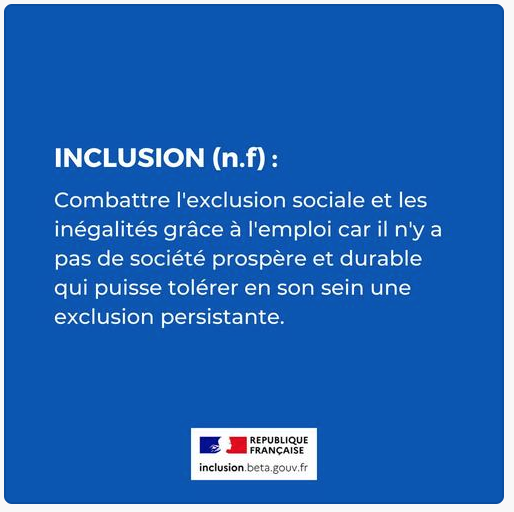 INCLUSION (n.f) :
Combattre l'exclusion sociale et les
inégalités grâce à l'emploi car il n'y a
pas de société prospère et durable
qui puisse tolérer en son sein une
exclusion persistante.
REPUBLIQUE
FRANÇAISE
inclusion.beta.gouv.fr